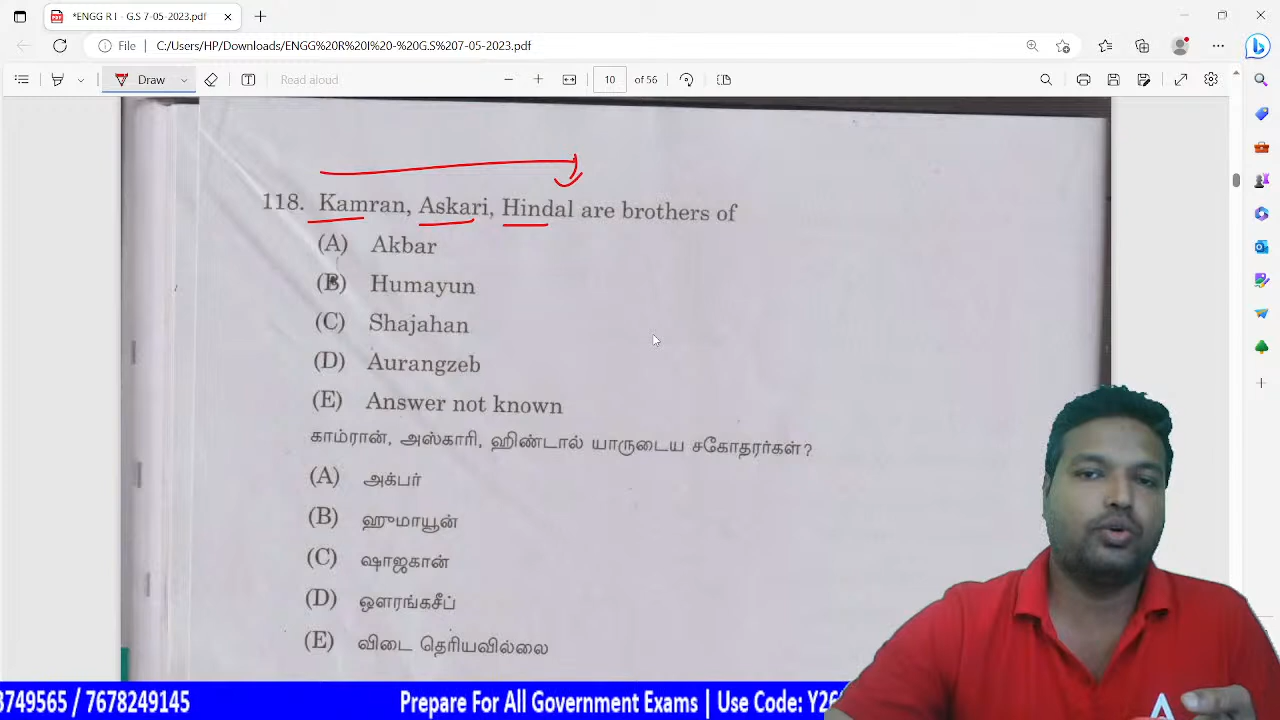 *ENGG R I - G.S 7-05-2023.pdf
File C:/Users/HP/Downloads/ENGG%20R%20I%20-%20G.S%207-05-2023.pdf
Draw Read aloud 10 of 56
118. Kamran, Askari, Hindal are brothers of
(A) Akbar
(B) Humayun
(C) Shajahan
(D) Aurangzeb
(E) Answer not known
காம்ரான், அஸ்காரி, ஹிண்டால் யாருடைய சகோதரர்கள்?
(A) அக்பர்
(B) ஹுமாயூன்
(C) ஷாஜகான்
(D) ஔரங்கசீப்
(E) விடை தெரியவில்லை
3749565 / 7678249145 Prepare For All Government Exams | Use Code: